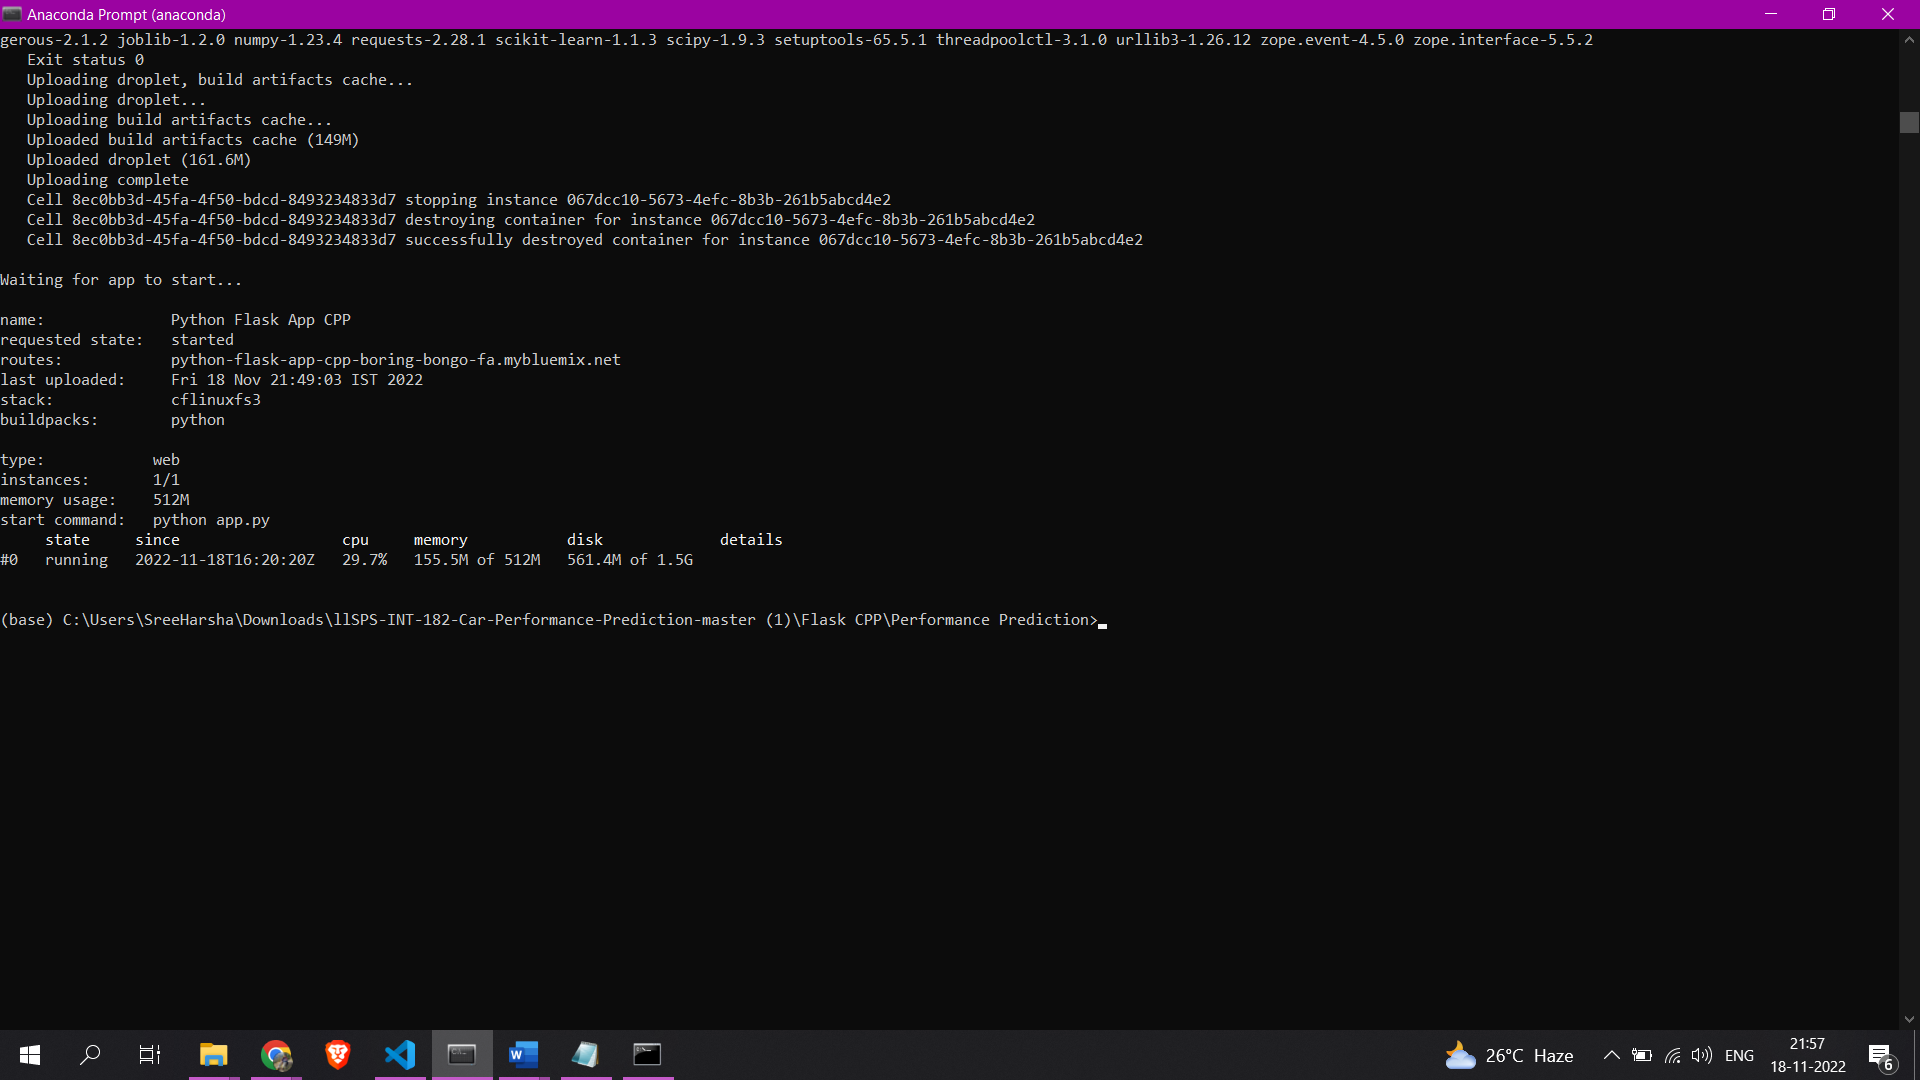 Anaconda Prompt (anaconda)
gerous-2.1.2 joblib-1.2.0 numpy-1.23.4 requests-2.28.1 scikit-learn-1.1.3 scipy-1.9.3 setuptools-65.5.1 threadpoolctl-3.1.0 urllib3-1.26.12 zope.event-4.5.0 zope.interface-5.5.2
Exit status 0
Uploading droplet, build artifacts cache...
Uploading droplet...
Uploading build artifacts cache...
Uploaded build artifacts cache (149M)
Uploaded droplet (161.6M)
Uploading complete
Cell 8ec0bb3d-45fa-4f50-bdcd-8493234833d7 stopping instance 067dcc10-5673-4efc-8b3b-261b5abcd4e2
Cell 8ec0bb3d-45fa-4f50-bdcd-8493234833d7 destroying container for instance 067dcc10-5673-4efc-8b3b-261b5abcd4e2
Cell 8ec0bb3d-45fa-4f50-bdcd-8493234833d7 successfully destroyed container for instance 067dcc10-5673-4efc-8b3b-261b5abcd4e2
Waiting for app to start...
name: Python Flask App CPP
requested state: started
routes: python-flask-app-cpp-boring-bongo-fa.mybluemix.net
last uploaded: Fri 18 Nov 21:49:03 IST 2022
stack: cflinuxfs3
buildpacks: python
type: web
instances: 1/1
memory usage: 512M
start command: python app.py
state since cpu memory disk details
#0 running 2022-11-18T16:20:20Z 29.7% 155.5M of 512M 561.4M of 1.5G
(base) C:\Users\SreeHarsha\Downloads\llSPS-INT-182-Car-Performance-Prediction-master (1)\Flask CPP\Performance Prediction>
26°C Haze
ENG
21:57
18-11-2022
6